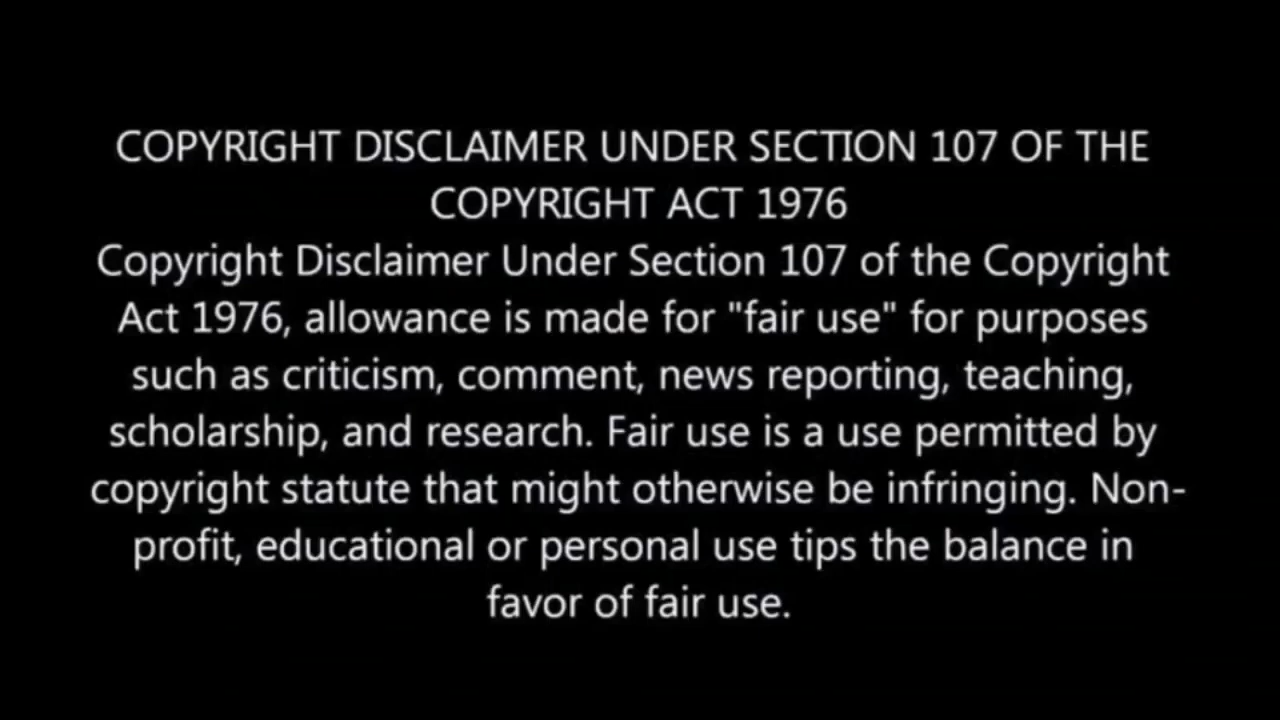 COPYRIGHT DISCLAIMER UNDER SECTION 107 OF THE
COPYRIGHT ACT 1976
Copyright Disclaimer Under Section 107 of the Copyright
Act 1976, allowance is made for "fair use" for purposes
such as criticism, comment, news reporting, teaching,
scholarship, and research. Fair use is a use permitted by
copyright statute that might otherwise be infringing. Non-
profit, educational or personal use tips the balance in
favor of fair use.